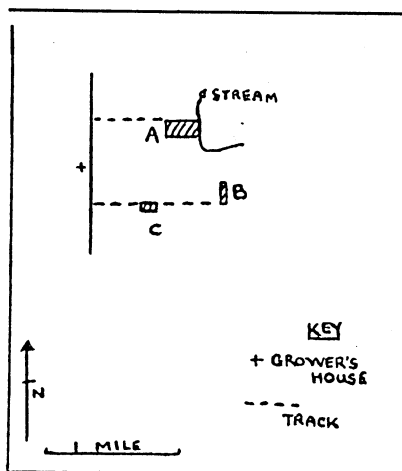 STREAM
A
B
C
KEY
+ GROWER'S
HOUSE
TRACK
N
1 MILE